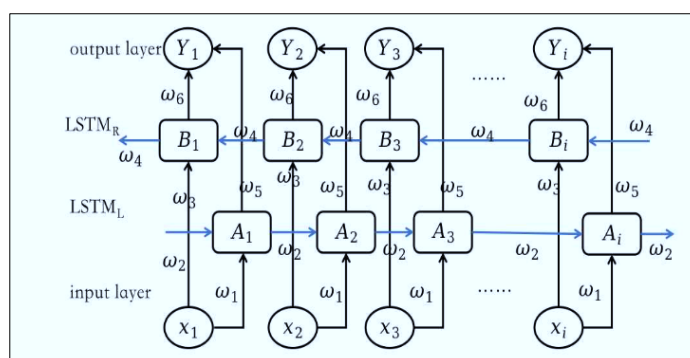 output layer Y1 Y2 Y3 Yi
……
ω6 ω6 ω6 ω6
LSTMR B1 B2 B3 Bi
ω4 ω4 ω4 ω4 ω4
ω3 ω5 ω3 ω5 ω3 ω5 ω3 ω5
LSTML A1 A2 A3 Ai
ω2 ω2 ω2 ω2 ω2
input layer ω1 ω1 ω1 …… ω1
x1 x2 x3 xi